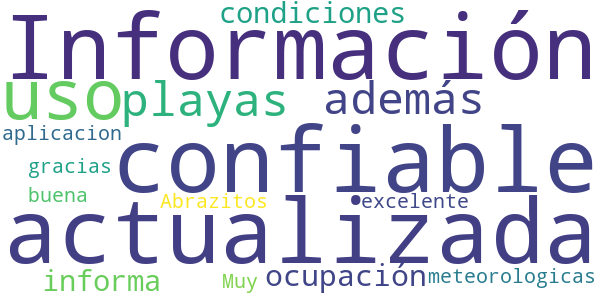 condiciones
Información
uso playas además
aplicacion confiable
gracias
buena Abrazitos excelente
actualizada
informa Muy ocupación meteorologicas